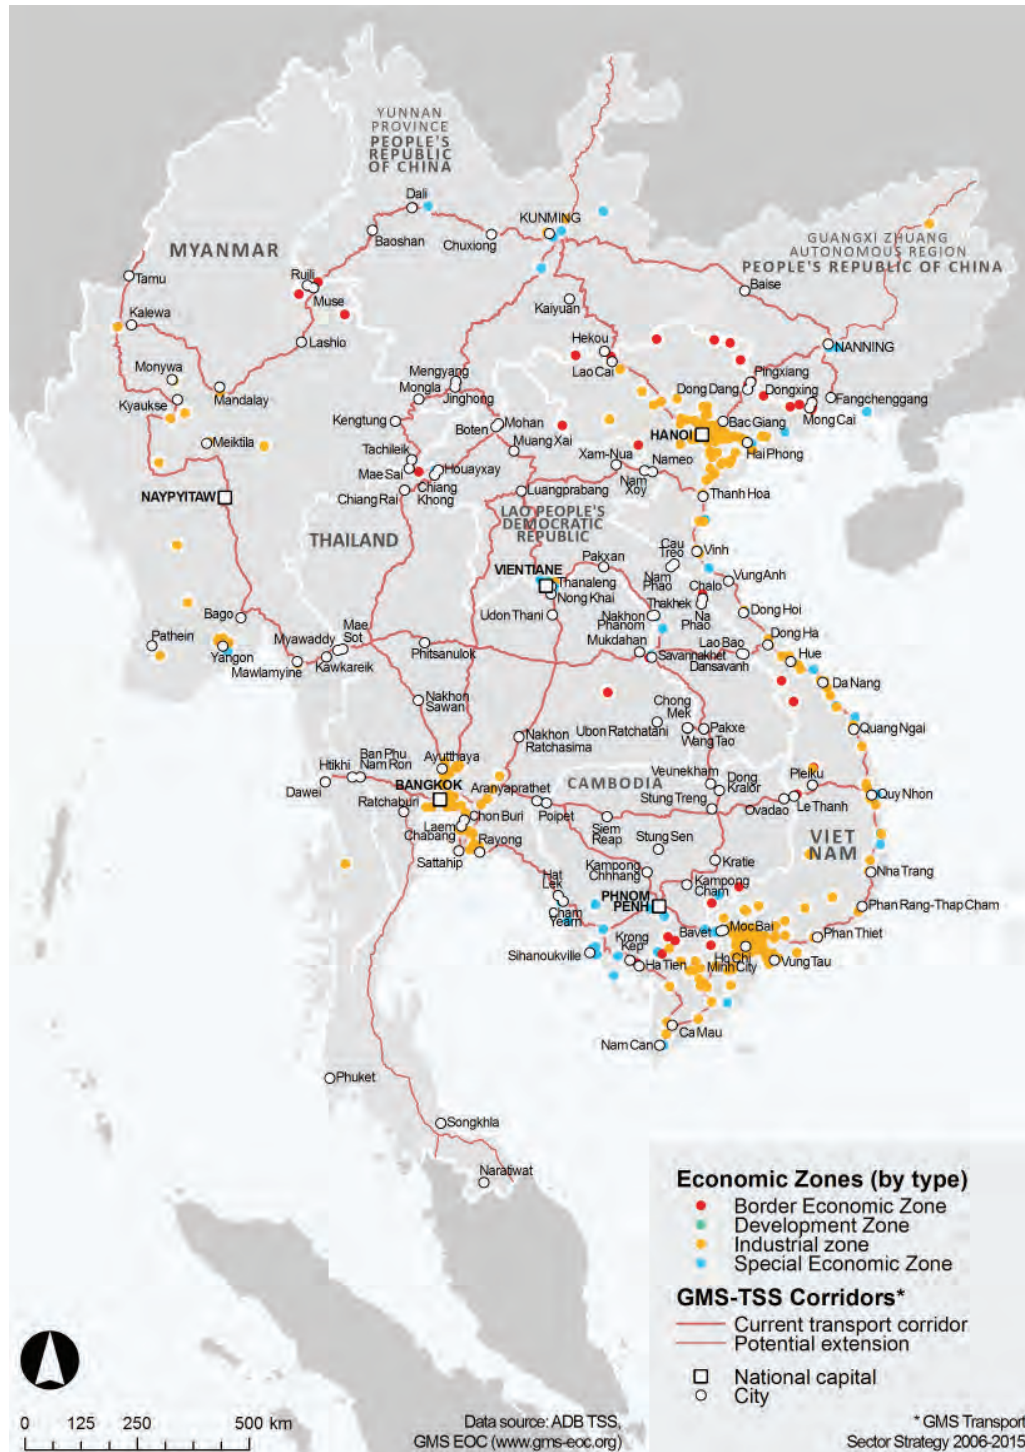 YUNNAN
PROVINCE
PEOPLE'S
REPUBLIC
OF CHINA
Dali
KUNMING
Baoshan
Chuxiong
MYANMAR
GUANGXI ZHUANG
AUTONOMOUS REGION
PEOPLE'S REPUBLIC OF CHINA
Tamu
Ruili
Muse
Baise
Kaiyuan
Kalewa
Lashio
Hekou
NANNING
Lao Cai
Monywa
Mengyang
Pingxiang
Mongla
Dong Dang
Dongxing
Kyaukse
Mandalay
Jinghong
Fangchenggang
Kengtung
Mohan
Mong Cai
Boten
Bac Giang
HANOI
Meiktila
Muang Xai
Hai Phong
Tachileik
Xam-Nua
Nameo
Mae Sai
Houayxay
Nam
Xoy
Chiang
Khong
NAYPYITAW
Chiang Rai
Luangprabang
Thanh Hoa
LAO PEOPLE'S
DEMOCRATIC
REPUBLIC
THAILAND
Cau
Treo
Vinh
Pakxan
VIENTIANE
Nam
Phao
Chalo
Vung Anh
Thanaleng
Nong Khai
Thakhek
Na
Phao
Udon Thani
Nakhon
Phanom
Dong Hoi
Bago
Mae
Sot
Mukdahan
Pathein
Myawaddy
Lao Bao
Dong Ha
Yangon
Phitsanulok
Savannakhet
Hue
Mawlamyine
Kawkareik
Dansavanh
Da Nang
Nakhon
Sawan
Chong
Mek
Ubon Ratchatani
Pakxe
Quang Ngai
Nakhon
Ratchasima
Wang Tao
Htikhi
Ban Phu
Nam Ron
Ayutthaya
Veunekham
Dong
Kralor
Pleiku
CAMBODIA
Dawei
BANGKOK
Aranyaprathet
Stung Treng
Quy Nhon
Ratchaburi
Poipet
Ovadao
Le Thanh
Chon Buri
Laem
Chabang
Siem
Reap
Stung Sen
Rayong
VIET
NAM
Sattahip
Kratie
Nha Trang
Hat
Lek
Kampong
Chhnang
Kampong
Cham
PHNOM
PENH
Phan Rang-Thap Cham
Cham
Yeam
Moc Bai
Krong
Kep
Bavet
Phan Thiet
Sihanoukville
Ho Chi
Minh City
Vung Tau
Ha Tien
Ca Mau
Nam Can
Phuket
Songkhla
Naratiwat
Economic Zones (by type)
Border Economic Zone
Development Zone
Industrial zone
Special Economic Zone
GMS-TSS Corridors*
Current transport corridor
Potential extension
National capital
City
0 125 250 500 km
Data source: ADB TSS,
GMS EOC (www.gms-eoc.org)
* GMS Transport
Sector Strategy 2006-2015